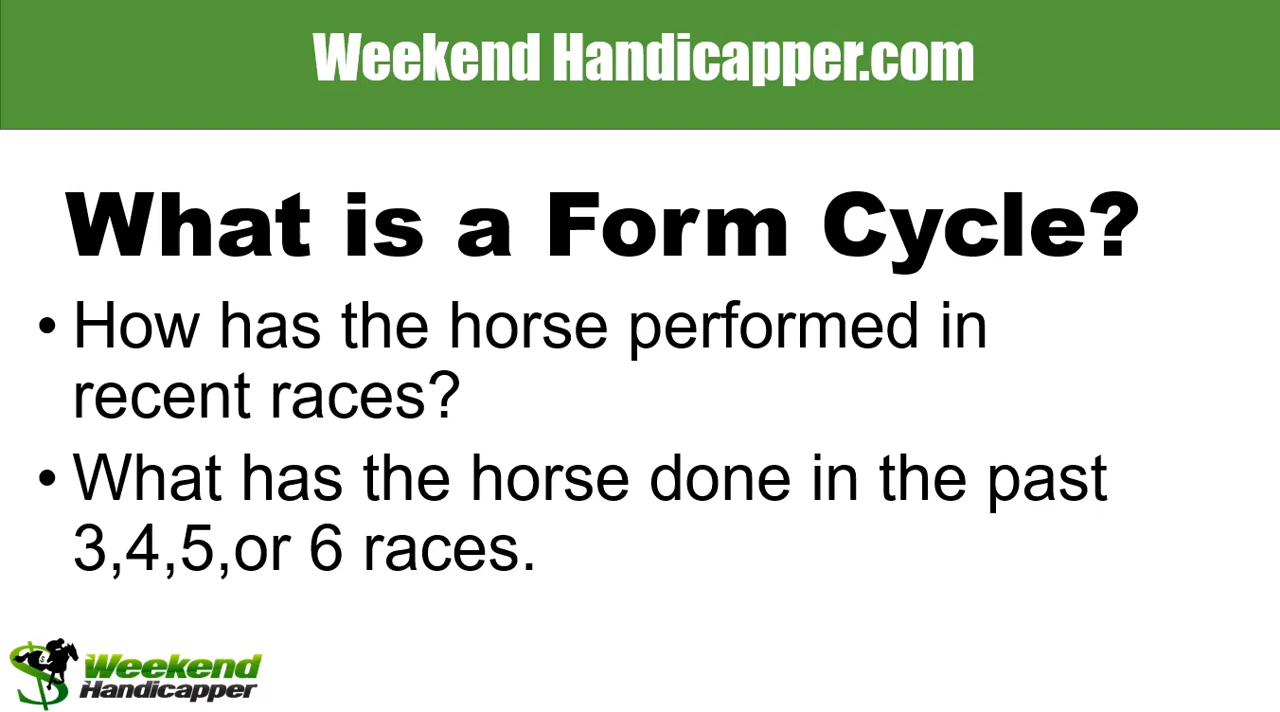 Weekend Handicapper.com
What is a Form Cycle?
• How has the horse performed in
recent races?
• What has the horse done in the past
3,4,5,or 6 races.
Weekend
Handicapper